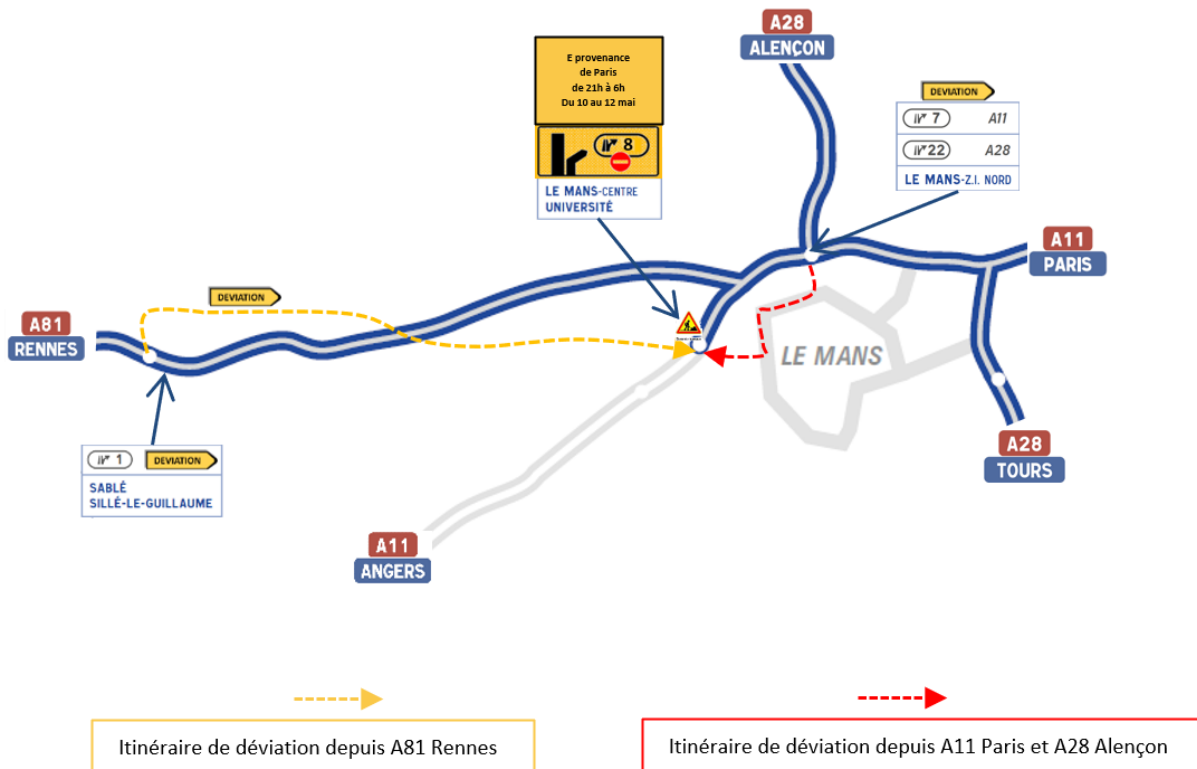 A28
ALENÇON
E provenance
de Paris
de 21h à 6h
Du 10 au 12 mai
8
LE MANS-CENTRE
UNIVERSITÉ
DEVIATION
7 A11
22 A28
LE MANS-Z.I. NORD
A11
PARIS
DEVIATION
A81
RENNES
LE MANS
1 DEVIATION
SABLÉ
SILLÉ-LE-GUILLAUME
A28
TOURS
A11
ANGERS
Itinéraire de déviation depuis A81 Rennes
Itinéraire de déviation depuis A11 Paris et A28 Alençon